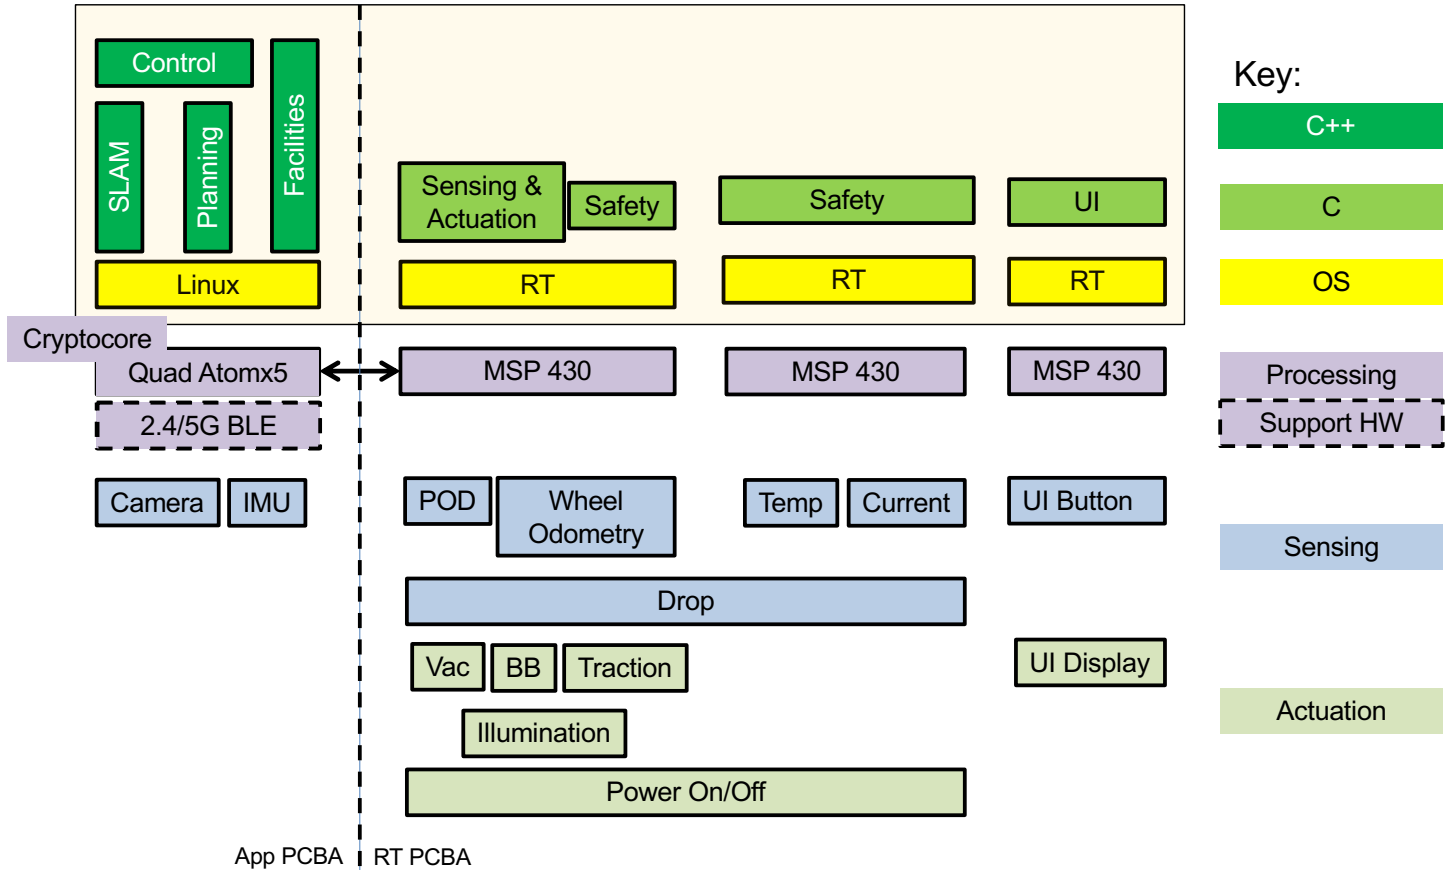 Control
SLAM
Planning
Facilities
Linux
Cryptocore
Quad Atomx5
2.4/5G BLE
Camera
IMU
App PCBA
Sensing &
Actuation
Safety
Safety
UI
RT
RT
RT
MSP 430
MSP 430
MSP 430
POD
Wheel
Odometry
Temp
Current
UI Button
Drop
Vac
BB
Traction
UI Display
Illumination
Power On/Off
RT PCBA
Key:
C++
C
OS
Processing
Support HW
Sensing
Actuation